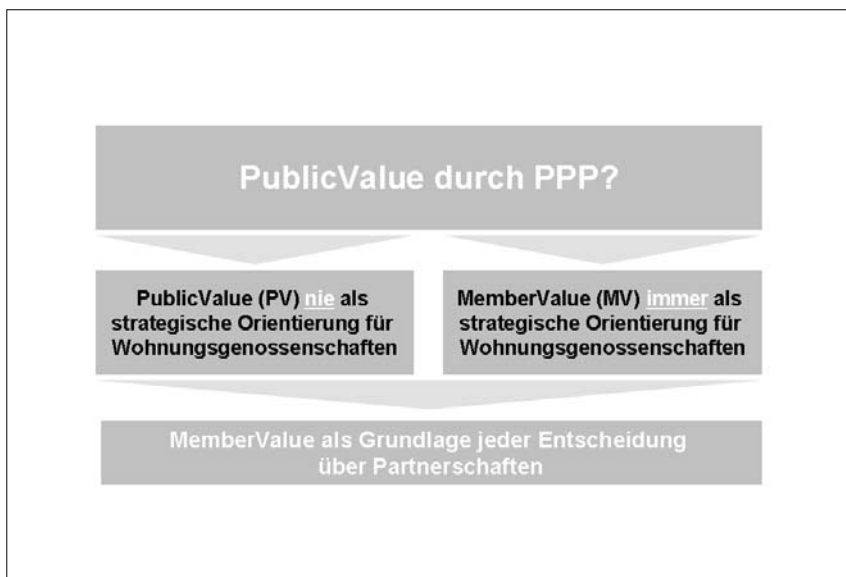 PublicValue durch PPP?
PublicValue (PV) nie als
strategische Orientierung für
Wohnungsgenossenschaften
MemberValue (MV) immer als
strategische Orientierung für
Wohnungsgenossenschaften
MemberValue als Grundlage jeder Entscheidung
über Partnerschaften